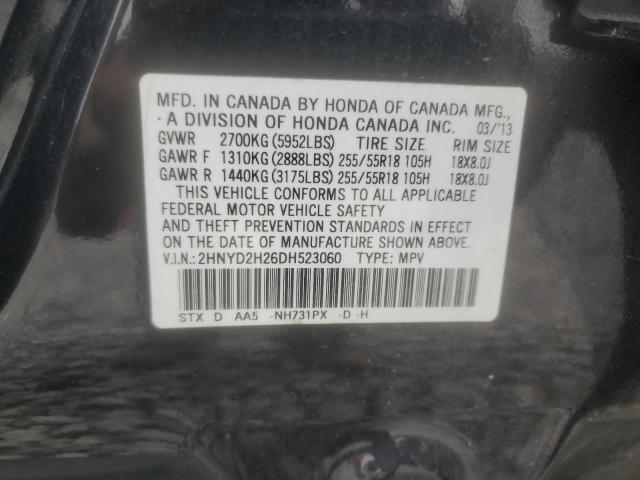 MFD. IN CANADA BY HONDA OF CANADA MFG.,
A DIVISION OF HONDA CANADA INC. 03/'13
GVWR 2700KG (5952LBS) TIRE SIZE RIM SIZE
GAWR F 1310KG (2888LBS) 255/55R18 105H 18X8.0J
GAWR R 1440KG (3175LBS) 255/55R18 105H 18X8.0J
THIS VEHICLE CONFORMS TO ALL APPLICABLE
FEDERAL MOTOR VEHICLE SAFETY
AND THEFT PREVENTION STANDARDS IN EFFECT
ON THE DATE OF MANUFACTURE SHOWN ABOVE.
V.I.N.: 2HNYD2H26DH523060 TYPE: MPV
STX D AA5 -NH731PX -D-H